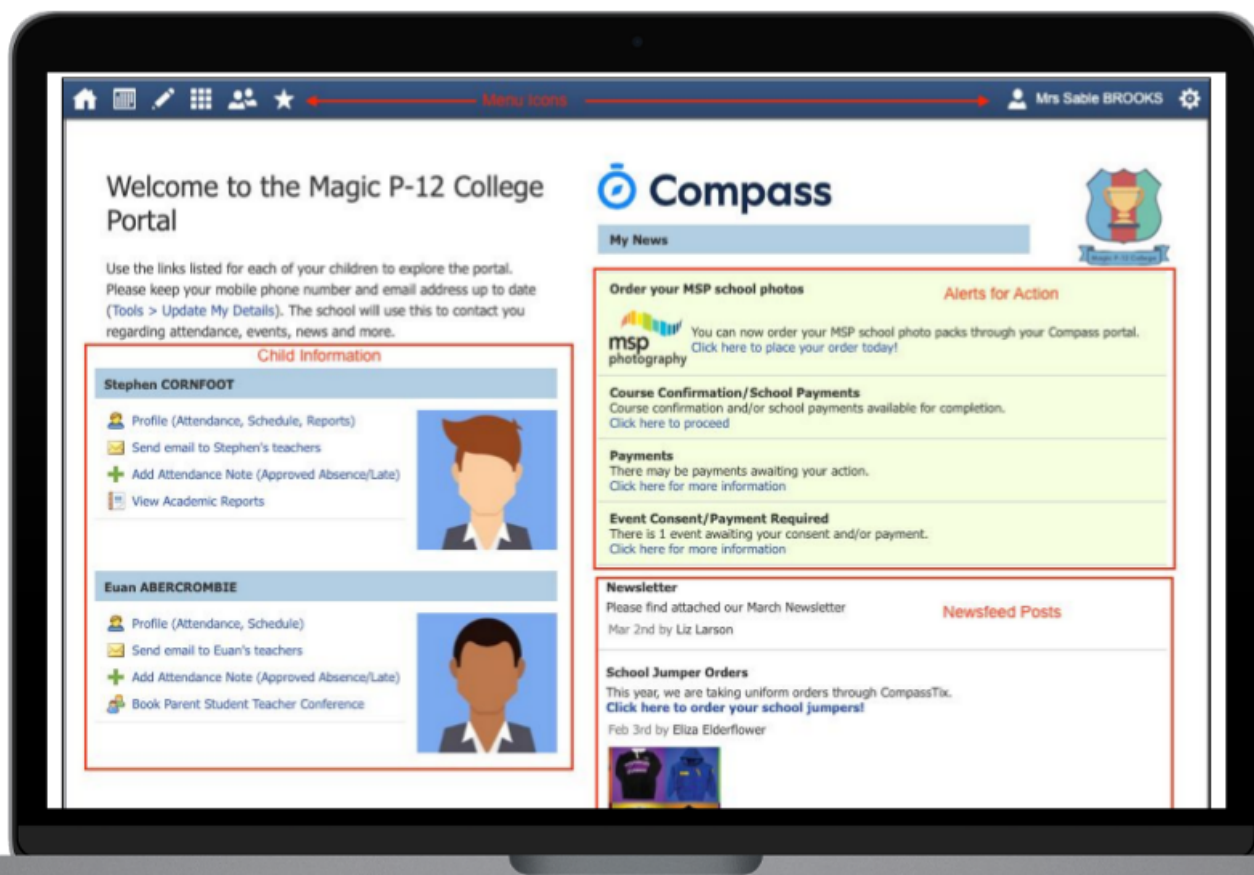 Menu Icons
Mrs Sable BROOKS
Welcome to the Magic P-12 College
Portal
Use the links listed for each of your children to explore the portal.
Please keep your mobile phone number and email address up to date
(Tools > Update My Details). The school will use this to contact you
regarding attendance, events, news and more.
Child Information
Stephen CORNFOOT
Profile (Attendance, Schedule, Reports)
Send email to Stephen's teachers
Add Attendance Note (Approved Absence/Late)
View Academic Reports
Euan ABERCROMBIE
Profile (Attendance, Schedule)
Send email to Euan's teachers
Add Attendance Note (Approved Absence/Late)
Book Parent Student Teacher Conference
Compass
Magic P-12 College
My News
Order your MSP school photos
Alerts for Action
msp
photography
You can now order your MSP school photo packs through your Compass portal.
Click here to place your order today!
Course Confirmation/School Payments
Course confirmation and/or school payments available for completion.
Click here to proceed
Payments
There may be payments awaiting your action.
Click here for more information
Event Consent/Payment Required
There is 1 event awaiting your consent and/or payment.
Click here for more information
Newsletter
Please find attached our March Newsletter
Newsfeed Posts
Mar 2nd by Liz Larson
School Jumper Orders
This year, we are taking uniform orders through CompassTix.
Click here to order your school jumpers!
Feb 3rd by Eliza Elderflower